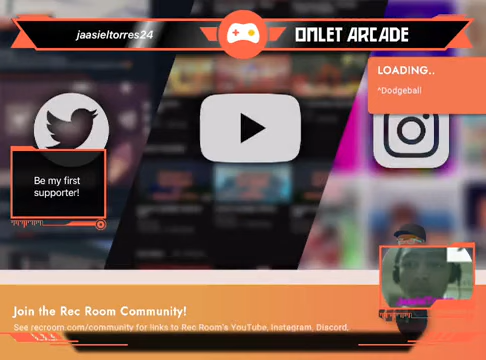 jaasieltorres24
OMLET ARCADE
LOADING..
^Dodgeball
Be my first
supporter!
Join the Rec Room Community!
See recroom.com/community for links to Rec Room's YouTube, Instagram, Discord,